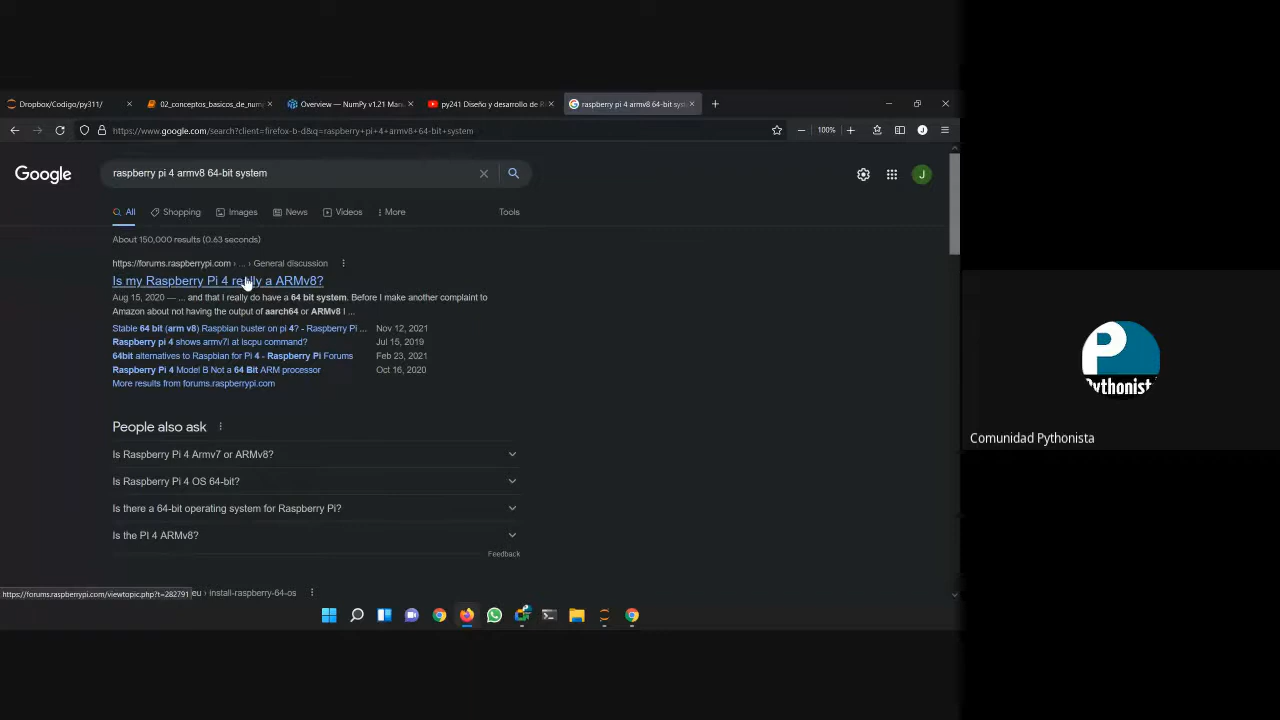 Dropbox/Codigo/py311/
02_conceptos_basicos_de_num
Overview — NumPy v1.21 Man
py241 Diseño y desarrollo de R
raspberry pi 4 armv8 64-bit sys
https://www.google.com/search?client=firefox-b-d&q=raspberry+pi+4+armv8+64-bit+system
100%
J
Google
raspberry pi 4 armv8 64-bit system
J
All
Shopping
Images
News
Videos
More
Tools
About 150,000 results (0.63 seconds)
https://forums.raspberrypi.com › ... › General discussion
Is my Raspberry Pi 4 really a ARMv8?
Aug 15, 2020 — ... and that I really do have a 64 bit system. Before I make another complaint to
Amazon about not having the output of aarch64 or ARMv8 I ...
Stable 64 bit (arm v8) Raspbian buster on pi 4? - Raspberry Pi ... Nov 12, 2021
Raspberry pi 4 shows armv7l at lscpu command? Jul 15, 2019
64bit alternatives to Raspbian for Pi 4 - Raspberry Pi Forums Feb 23, 2021
Raspberry Pi 4 Model B Not a 64 Bit ARM processor Oct 16, 2020
More results from forums.raspberrypi.com
People also ask
Is Raspberry Pi 4 Armv7 or ARMv8?
Is Raspberry Pi 4 OS 64-bit?
Is there a 64-bit operating system for Raspberry Pi?
Is the PI 4 ARMv8?
Feedback
https://forums.raspberrypi.com/viewtopic.php?t=282791
eu › install-raspberry-64-os
P
Pythonist
Comunidad Pythonista